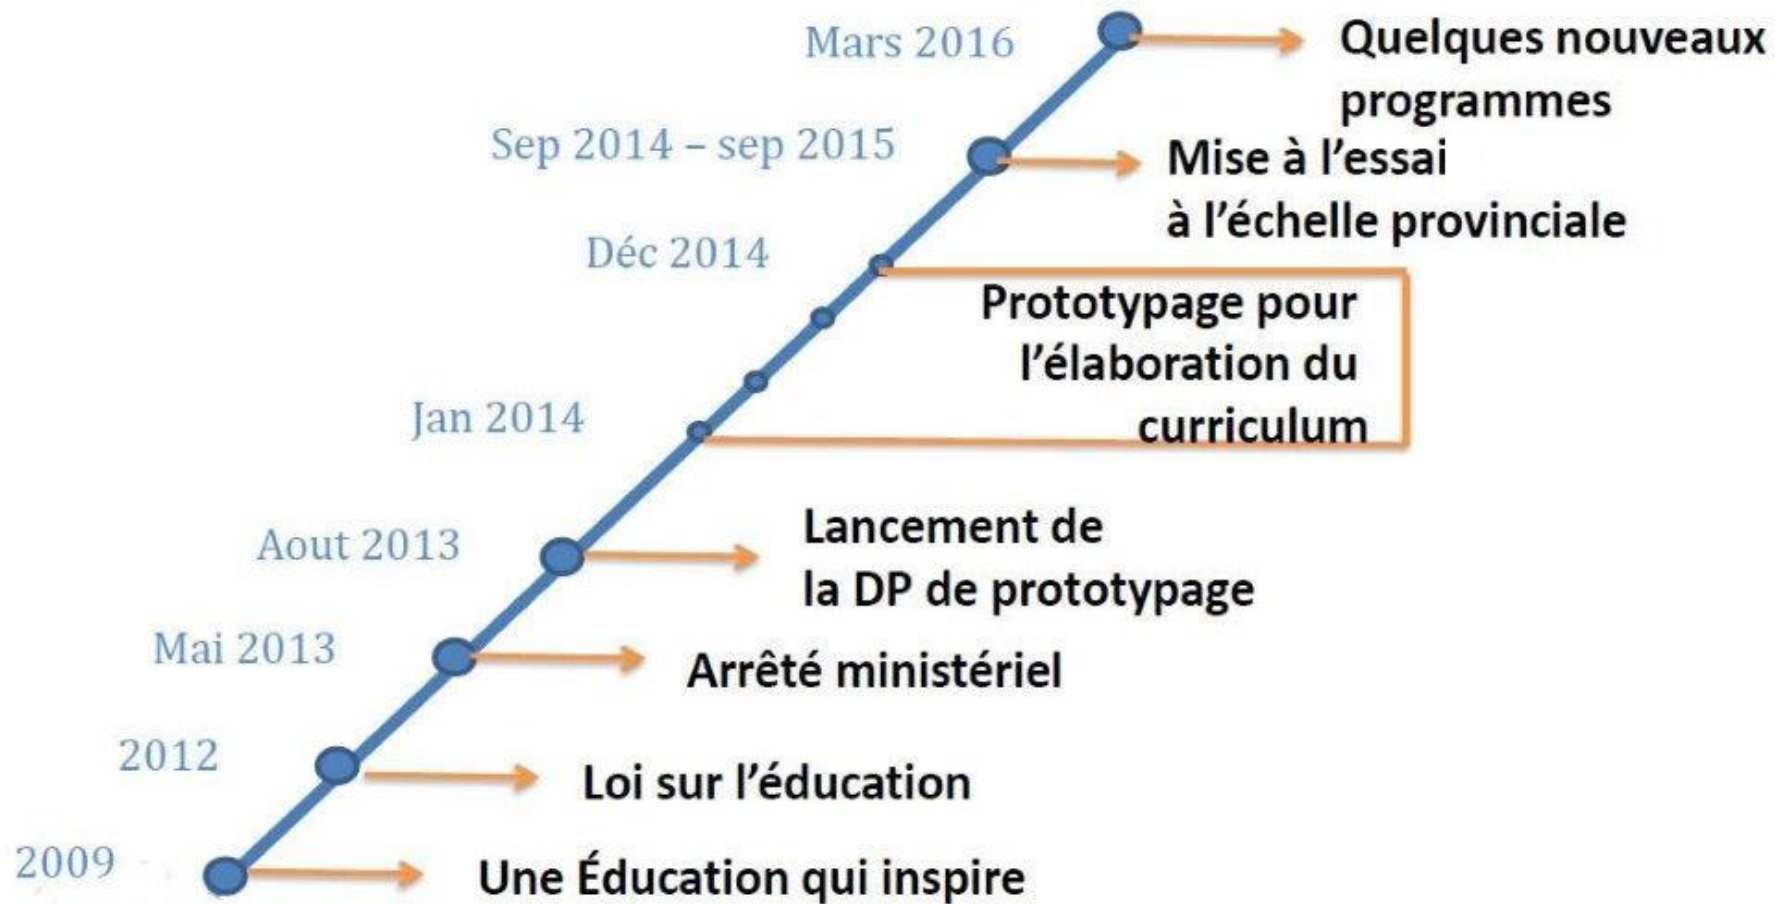 Mars 2016
Quelques nouveaux
programmes
Sep 2014 – sep 2015
Mise à l’essai
à l’échelle provinciale
Déc 2014
Prototypage pour
l’élaboration du
curriculum
Jan 2014
Aout 2013
Lancement de
la DP de prototypage
Mai 2013
Arrêté ministériel
2012
Loi sur l’éducation
2009
Une Éducation qui inspire